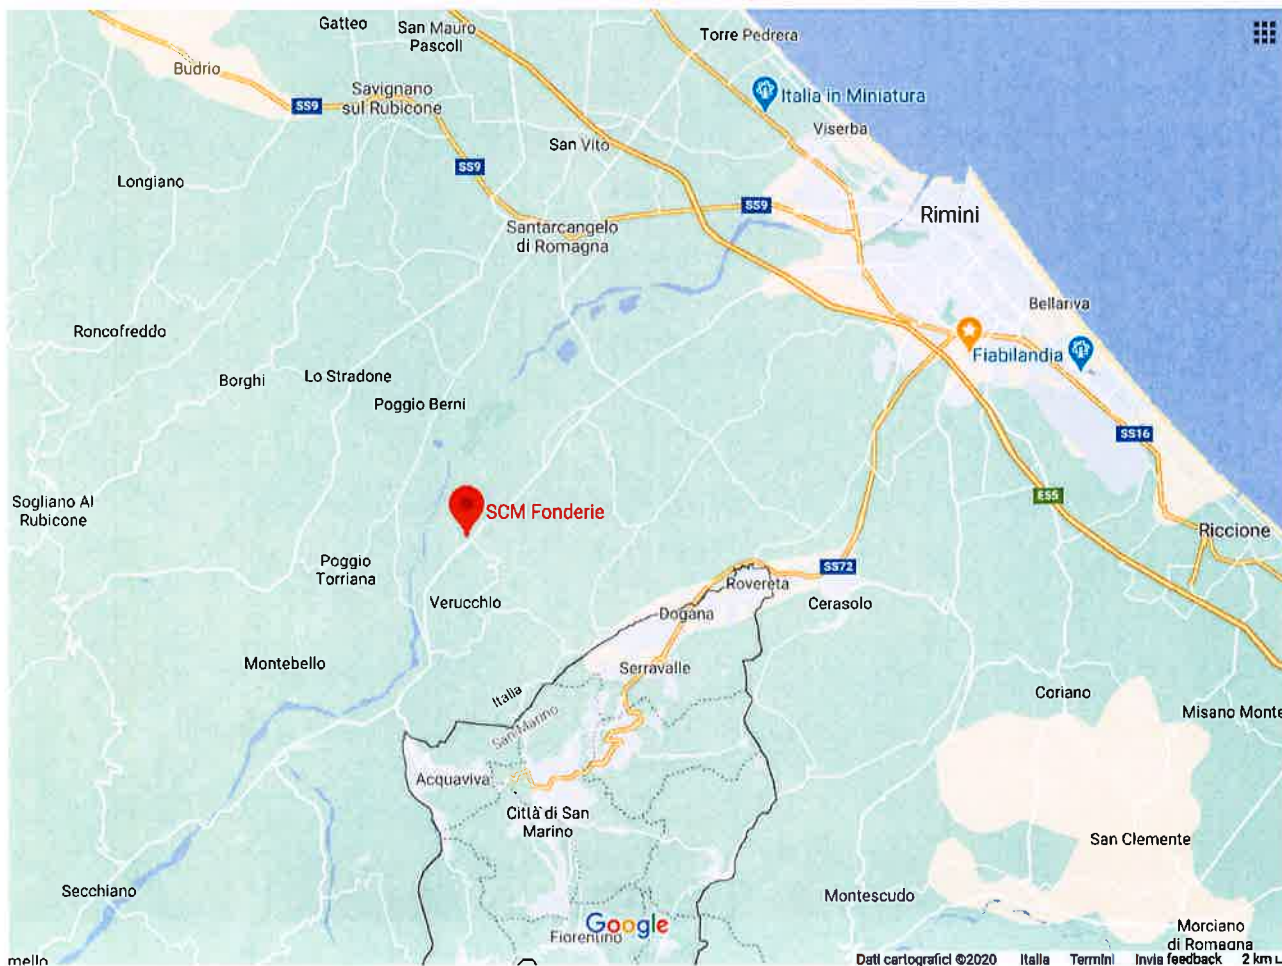 Gatteo
San Mauro
Pascoli
Torre Pedrera
Budrio
Italia in Miniatura
SS9
Savignano
sul Rubicone
Viserba
San Vito
SS9
Longiano
SS9
Rimini
Santarcangelo
di Romagna
Bellariva
Roncofreddo
Fiabilandia
Borghi
Lo Stradone
Poggio Berni
SS16
Sogliano Al
Rubicone
SCM Fonderie
E55
Riccione
Poggio
Torriana
SS72
Rovereta
Verucchio
Cerasolo
Dogana
Montebello
Serravalle
Italia
San Marino
Coriano
Misano Monte
Acquaviva
Città di San
Marino
San Clemente
Secchiano
Montescudo
Google
Fiorentino
Morciano
di Romagna
mello
Dati cartografici ©2020 Italia Termini Invia feedback 2 km